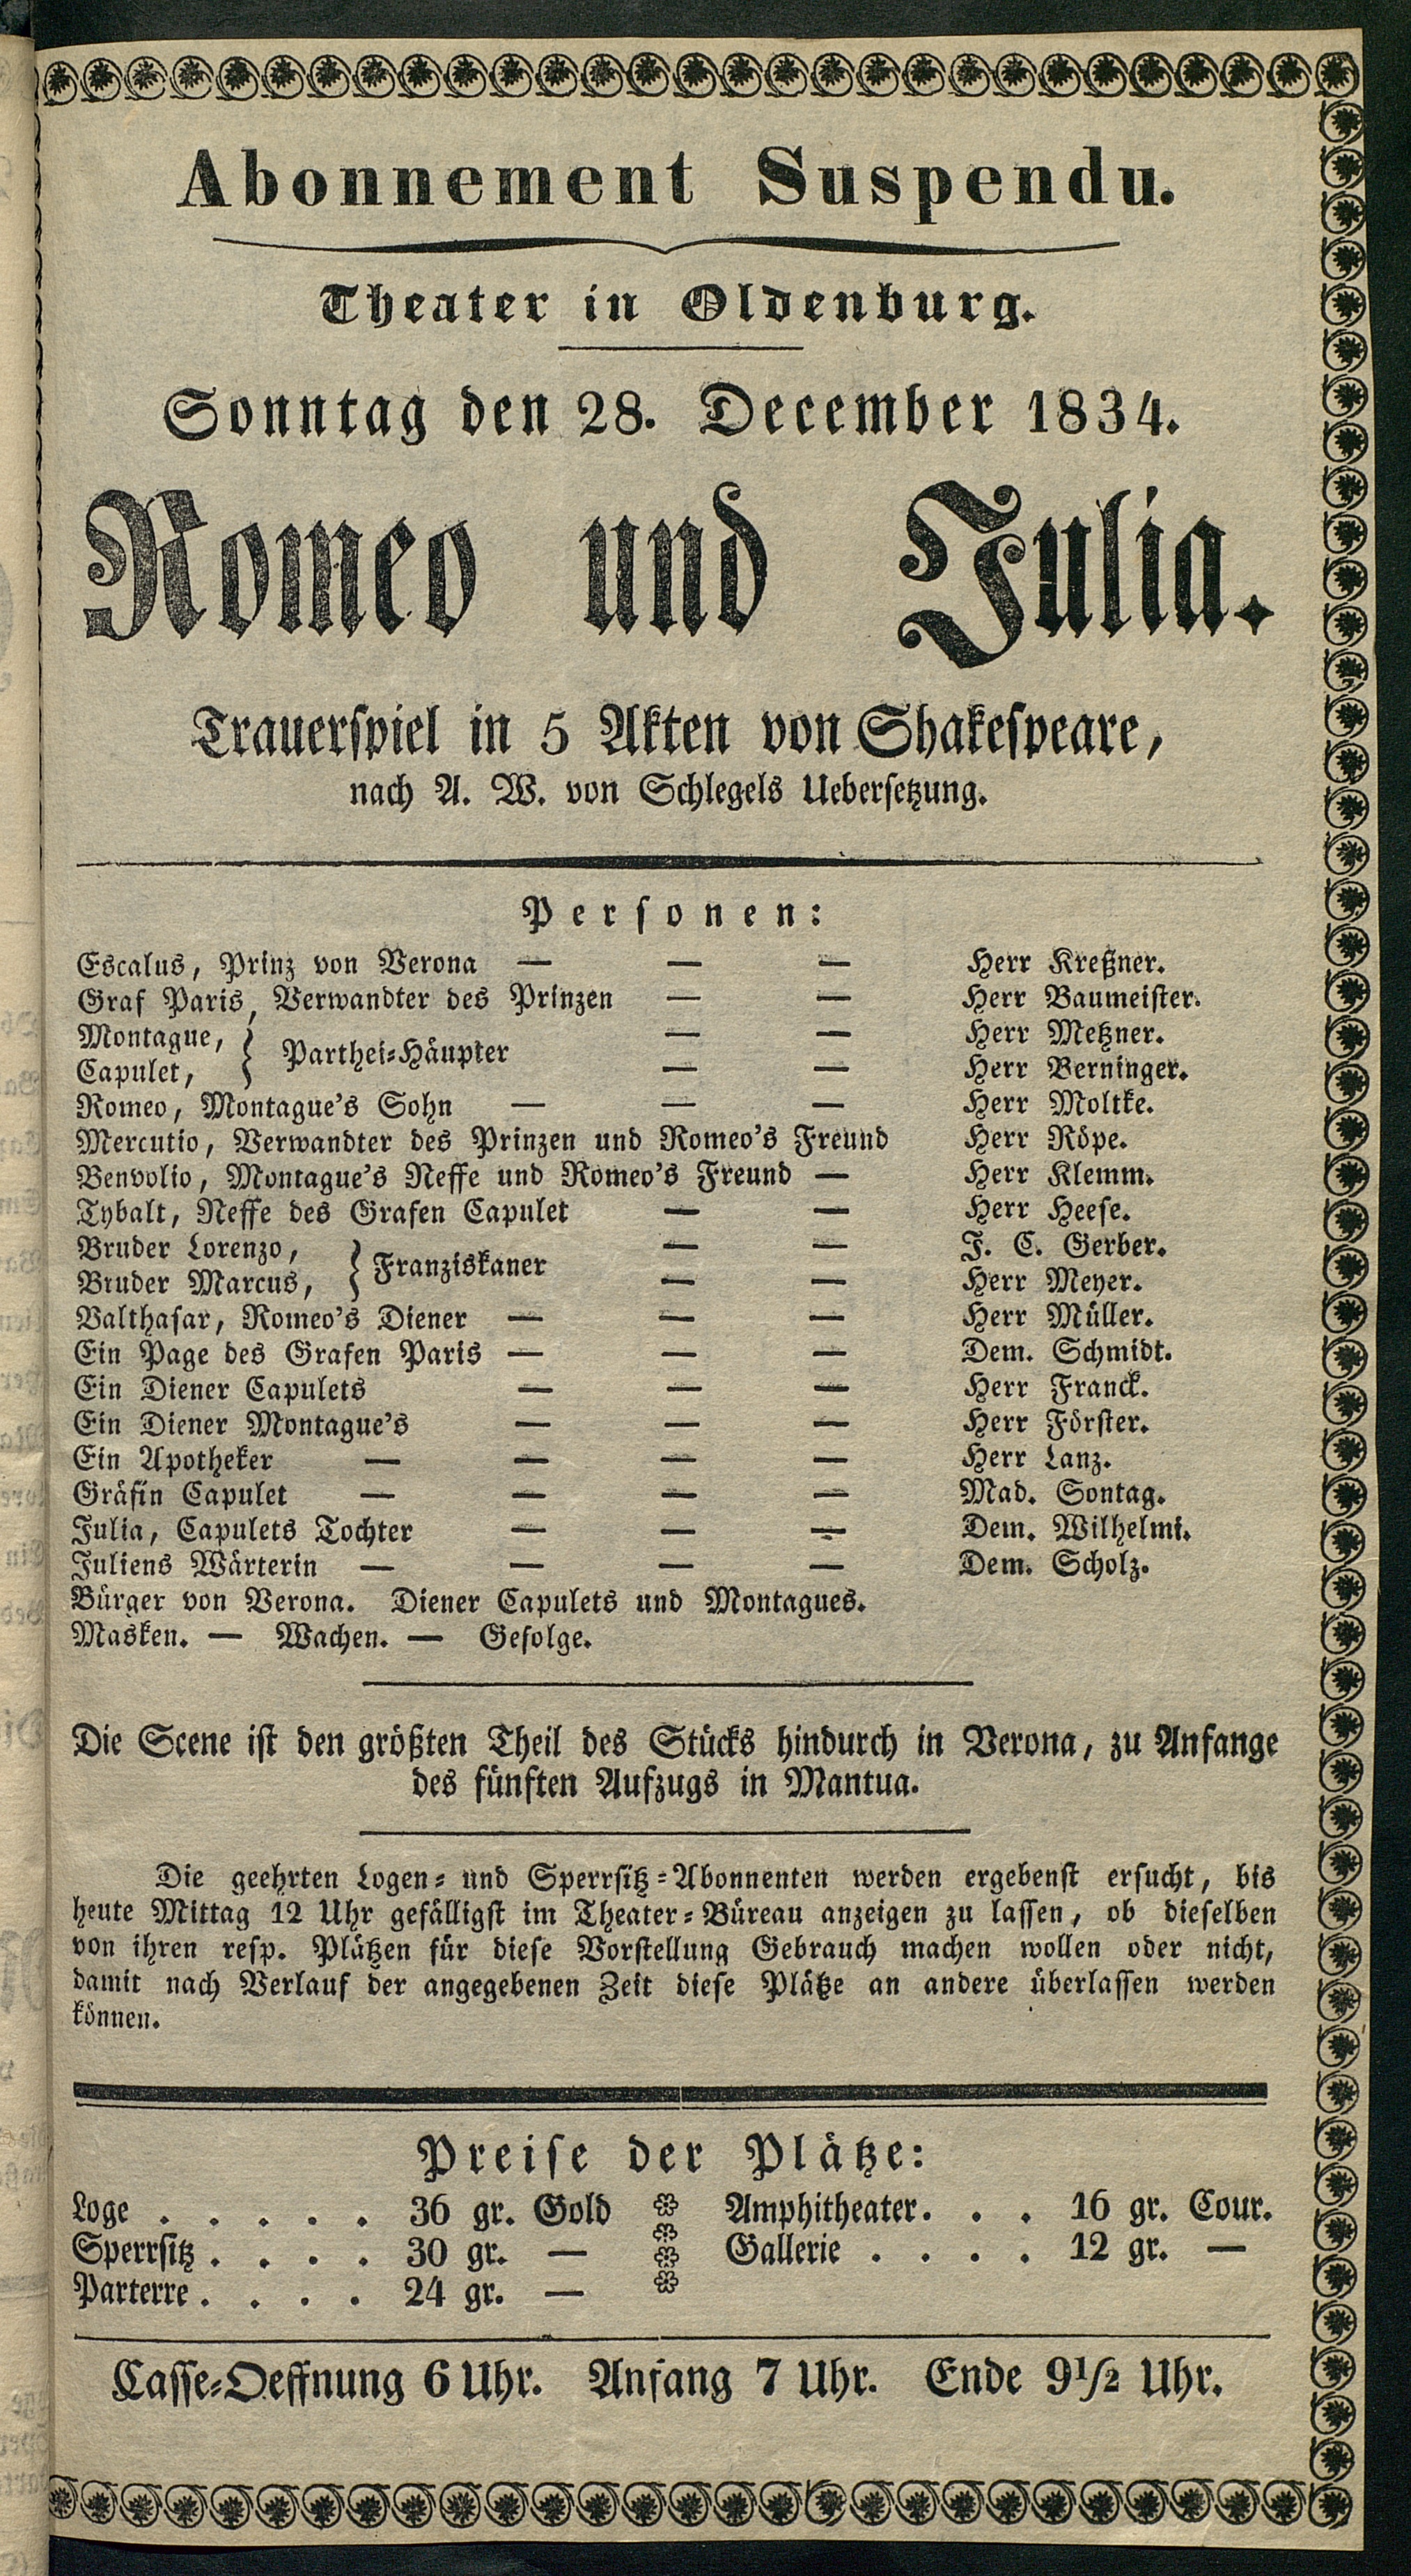 Abonnement Suspendu.
Theater in Oldenburg.
Sonntag den 28. December 1834.
Romeo und Julia.
Trauerspiel in 5 Akten von Shakespeare,
nach A. W. von Schlegels Uebersetzung.
Personen:
Escalus, Prinz von Verona — — — Herr Kreßner.
Graf Paris, Verwandter des Prinzen — — Herr Baumeister.
Montague, } Parthei-Häupter — — Herr Metzner.
Capulet, — — Herr Berninger.
Romeo, Montague's Sohn — — — Herr Moltke.
Mercutio, Verwandter des Prinzen und Romeo's Freund Herr Röpe.
Benvolio, Montague's Neffe und Romeo's Freund — Herr Klemm.
Tybalt, Neffe des Grafen Capulet — — Herr Heese.
Bruder Lorenzo, } Franziskaner — — J. C. Gerber.
Bruder Marcus, — — Herr Meyer.
Balthasar, Romeo's Diener — — — Herr Müller.
Ein Page des Grafen Paris — — — Dem. Schmidt.
Ein Diener Capulets — — — Herr Franck.
Ein Diener Montague's — — — Herr Förster.
Ein Apotheker — — — — Herr Lanz.
Gräfin Capulet — — — — Mad. Sontag.
Julia, Capulets Tochter — — — Dem. Wilhelmi.
Juliens Wärterin — — — — Dem. Scholz.
Bürger von Verona. Diener Capulets und Montagues.
Masken. — Wachen. — Gefolge.
Die Scene ist den größten Theil des Stücks hindurch in Verona, zu Anfange
des fünften Aufzugs in Mantua.
Die geehrten Logen- und Sperrsitz-Abonnenten werden ergebenst ersucht, bis
heute Mittag 12 Uhr gefälligst im Theater-Büreau anzeigen zu lassen, ob dieselben
von ihren resp. Plätzen für diese Vorstellung Gebrauch machen wollen oder nicht,
damit nach Verlauf der angegebenen Zeit diese Plätze an andere überlassen werden
können.
Preise der Plätze:
Loge . . . . . 36 gr. Gold
Sperrsitz . . . . 30 gr. —
Parterre . . . . 24 gr. —
Amphitheater . . . 16 gr. Cour.
Gallerie . . . . 12 gr. —
Casse-Oeffnung 6 Uhr. Anfang 7 Uhr. Ende 9½ Uhr.